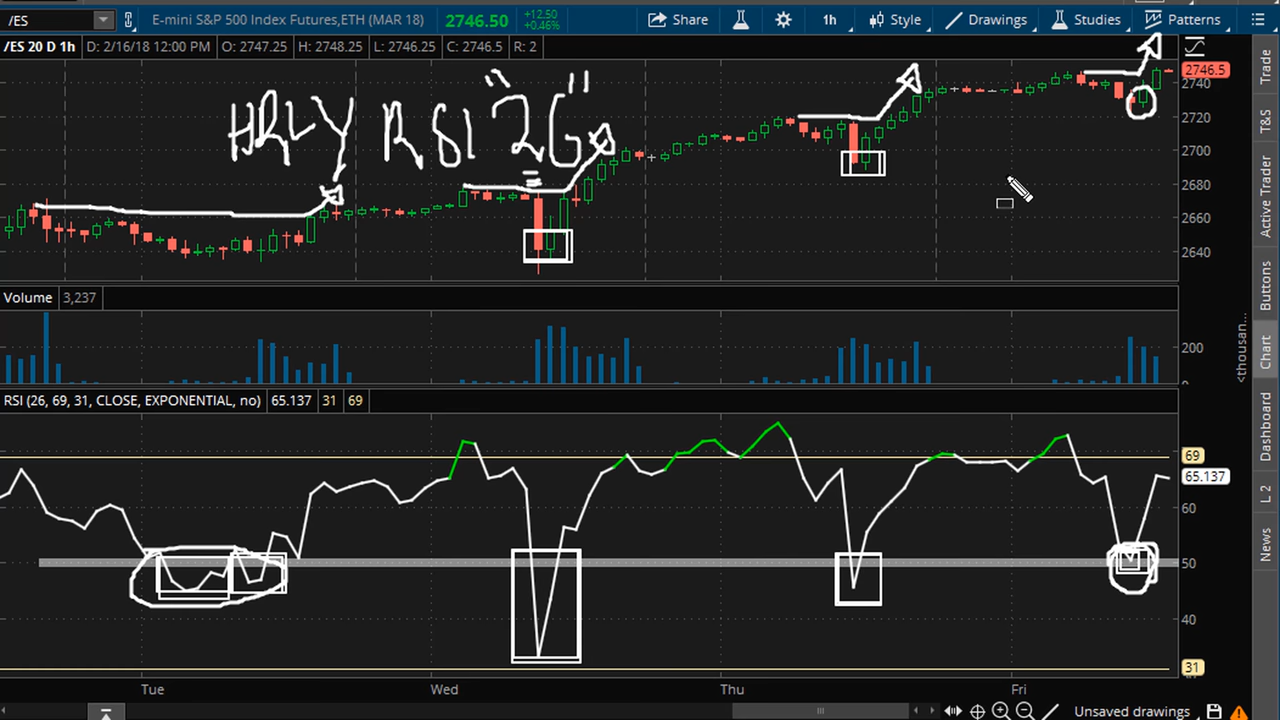 /ES E-mini S&P 500 Index Futures,ETH (MAR 18) 2746.50 +12.50 +0.46% Share 1h Style Drawings Studies Patterns
/ES 20 D 1h D: 2/16/18 12:00 PM O: 2747.25 H: 2748.25 L: 2746.25 C: 2746.5 R: 2
2746.5
2740
2720
2700
2680
2660
2640
HRLY RSI "2G"
Volume 3,237
200
<thousan...
RSI (26, 69, 31, CLOSE, EXPONENTIAL, no) 65.137 31 69
69
65.137
60
50
40
31
Tue Wed Thu Fri
Unsaved drawings
Trade
T&S
Active Trader
Buttons
Chart
Dashboard
L 2
News